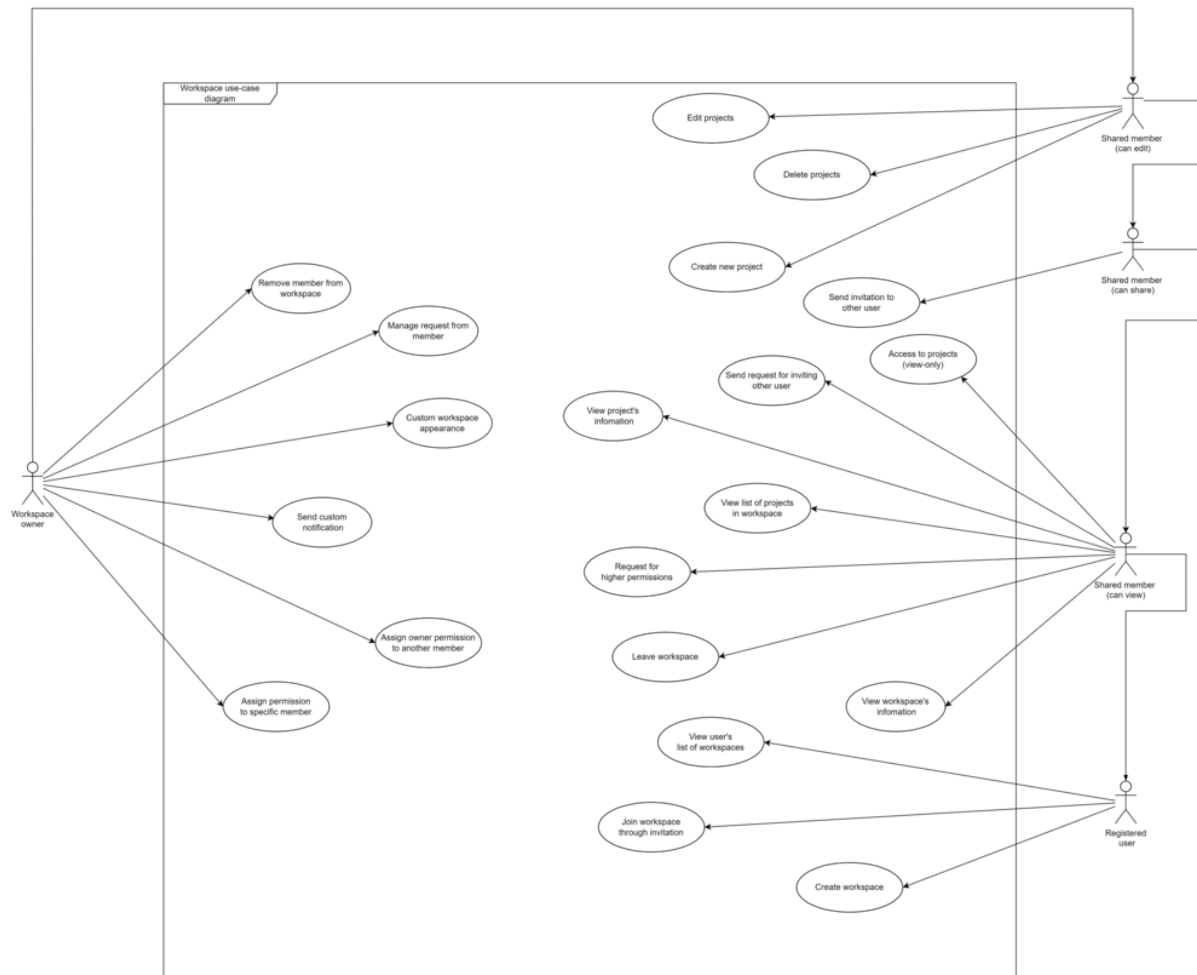 Workspace use-case
diagram
Edit projects
Shared member
(can edit)
Delete projects
Create new project
Shared member
(can share)
Remove member from
workspace
Send invitation to
other user
Manage request from
member
Access to projects
(view-only)
Send request for inviting
other user
View project's
infomation
Custom workspace
appearance
Workspace
owner
View list of projects
in workspace
Send custom
notification
Request for
higher permissions
Shared member
(can view)
Assign owner permission
to another member
Leave workspace
Assign permission
to specific member
View workspace's
infomation
View user's
list of workspaces
Join workspace
through invitation
Registered
user
Create workspace